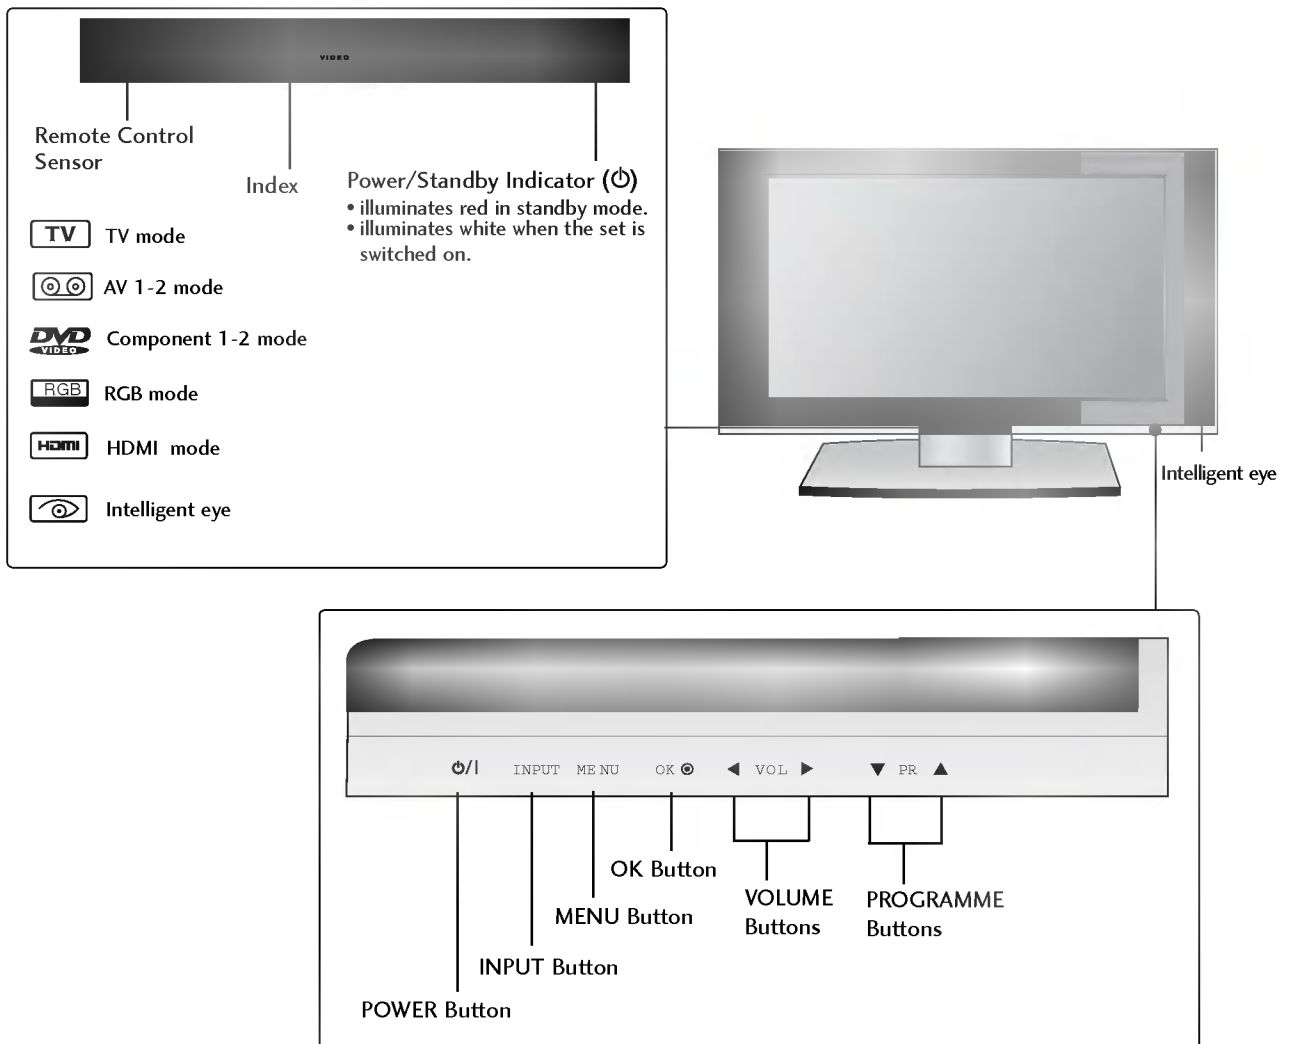 VIDEO
Remote Control
Sensor
Index
Power/Standby Indicator (⏻)
• illuminates red in standby mode.
• illuminates white when the set is
switched on.
TV TV mode
AV 1-2 mode
DVD VIDEO Component 1-2 mode
RGB RGB mode
HDMI HDMI mode
Intelligent eye
Intelligent eye
⏻/I INPUT MENU OK ◉ ◀ VOL ▶ ▼ PR ▲
OK Button
VOLUME
Buttons
PROGRAMME
Buttons
MENU Button
INPUT Button
POWER Button